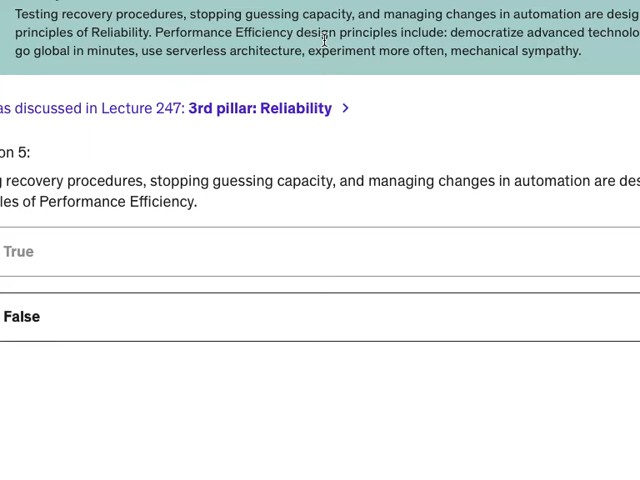 Testing recovery procedures, stopping guessing capacity, and managing changes in automation are desig
principles of Reliability. Performance Efficiency design principles include: democratize advanced technolo
go global in minutes, use serverless architecture, experiment more often, mechanical sympathy.
as discussed in Lecture 247: 3rd pillar: Reliability
on 5:
g recovery procedures, stopping guessing capacity, and managing changes in automation are des
les of Performance Efficiency.
True
False